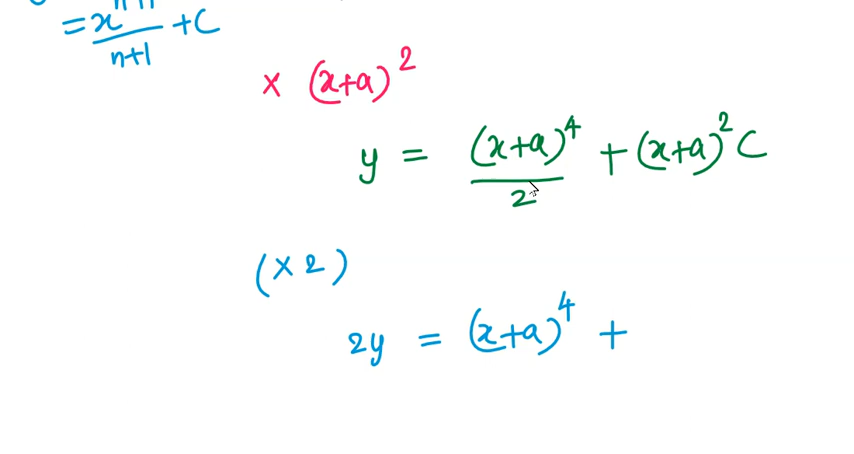 = x^(n+1)/(n+1) + C
× (x+a)^2
y = (x+a)^4/2 + (x+a)^2 C
(× 2)
2y = (x+a)^4 +